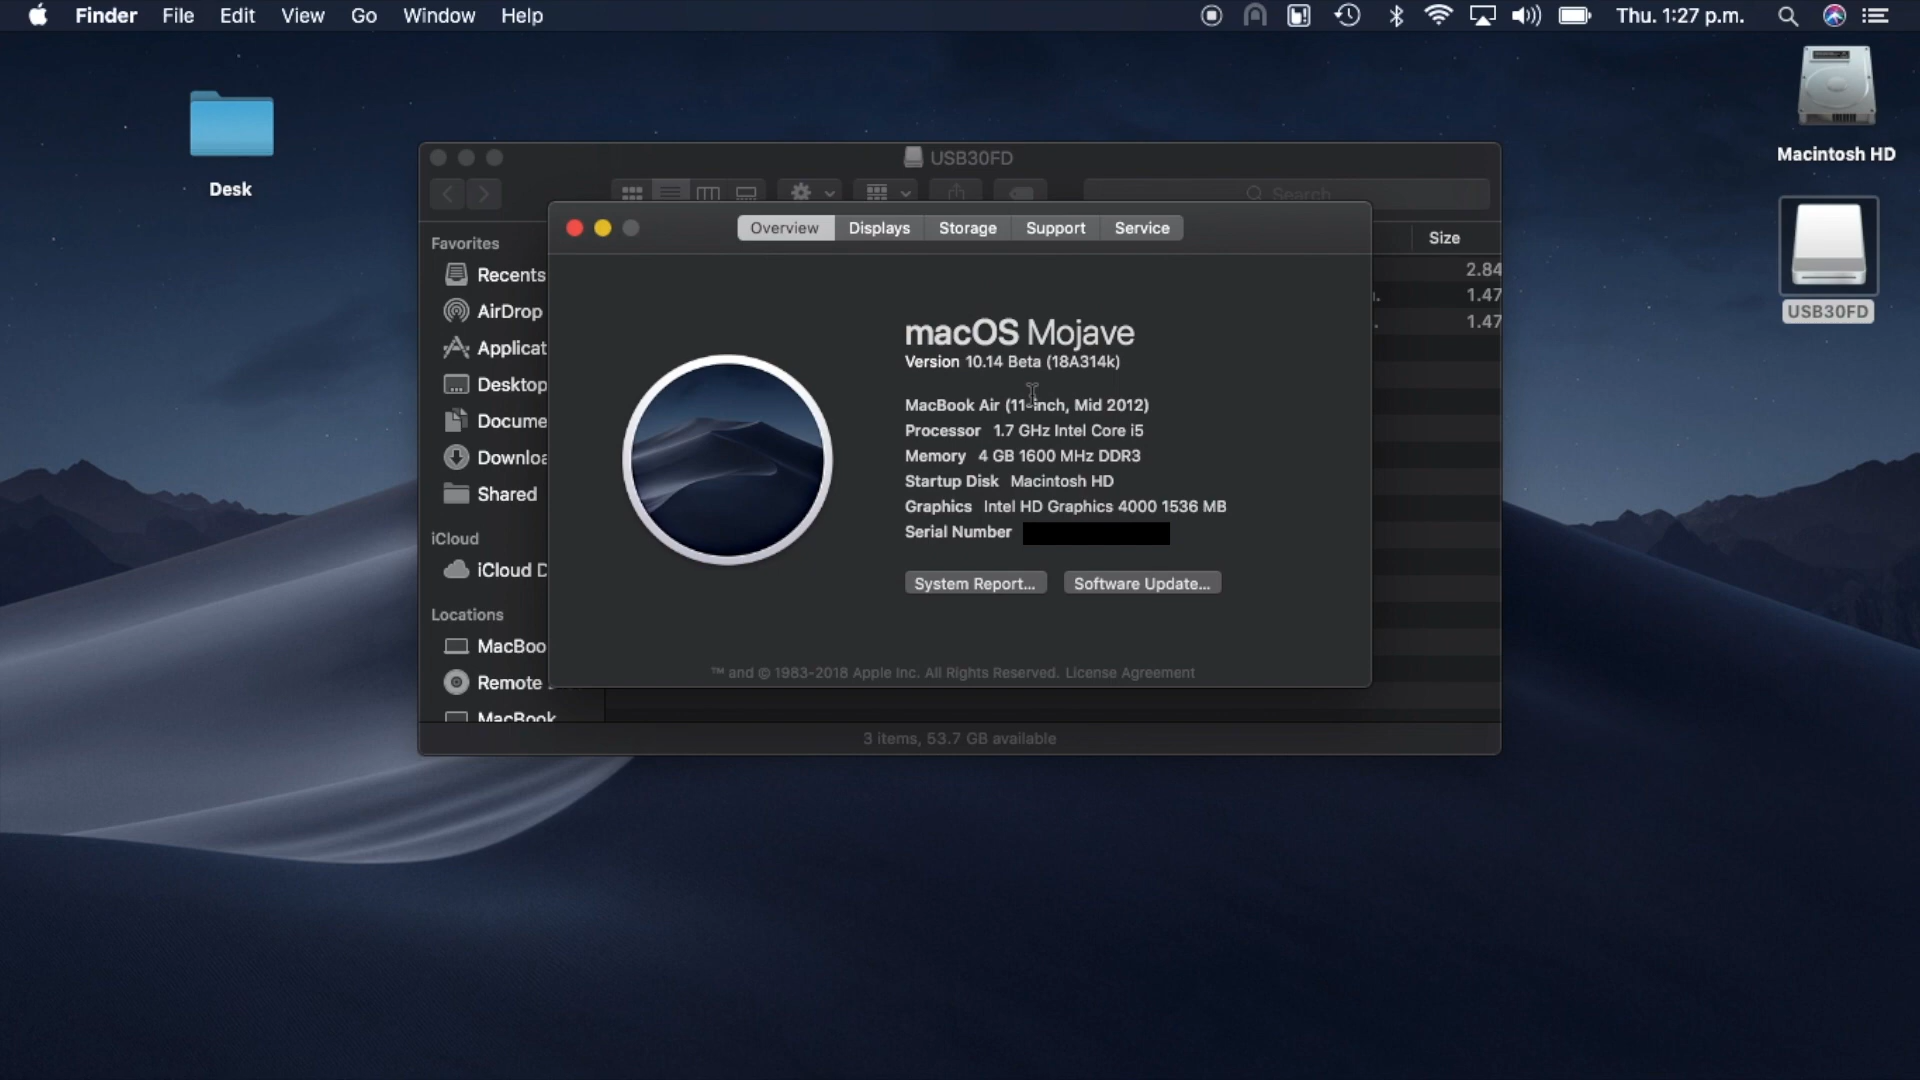 Finder File Edit View Go Window Help
Thu. 1:27 p.m.
Macintosh HD
Desk
USB30FD
USB30FD
Search
Favorites
Recents
AirDrop
Applicat
Desktop
Docume
Downloa
Shared
iCloud
iCloud D
Locations
MacBoo
Remote
MacBook
Size
2.84
1.47
1.47
Overview Displays Storage Support Service
macOS Mojave
Version 10.14 Beta (18A314k)
MacBook Air (11-inch, Mid 2012)
Processor 1.7 GHz Intel Core i5
Memory 4 GB 1600 MHz DDR3
Startup Disk Macintosh HD
Graphics Intel HD Graphics 4000 1536 MB
Serial Number
System Report... Software Update...
™ and © 1983-2018 Apple Inc. All Rights Reserved. License Agreement
3 items, 53.7 GB available